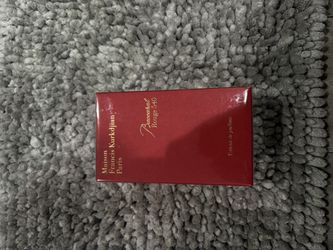 Maison
Francis Kurkdjian
Paris
Baccarat
Rouge 540
Extrait de parfum